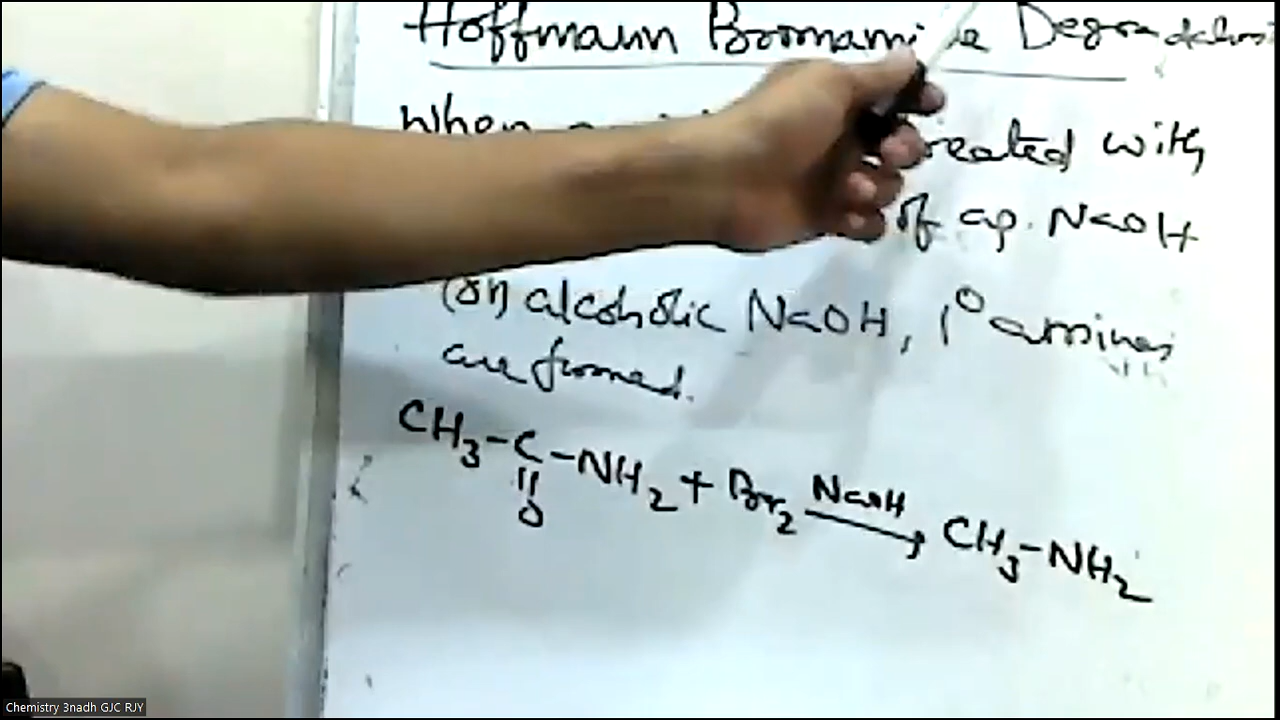 Hoffmann Degradation
When treated with
of aq. NaOH
(or) alcoholic NaOH, 1° amines
are formed.
CH3-C-NH2 + Br2 NaOH CH3-NH2
||
O
Chemistry 3nadh GJC RJY